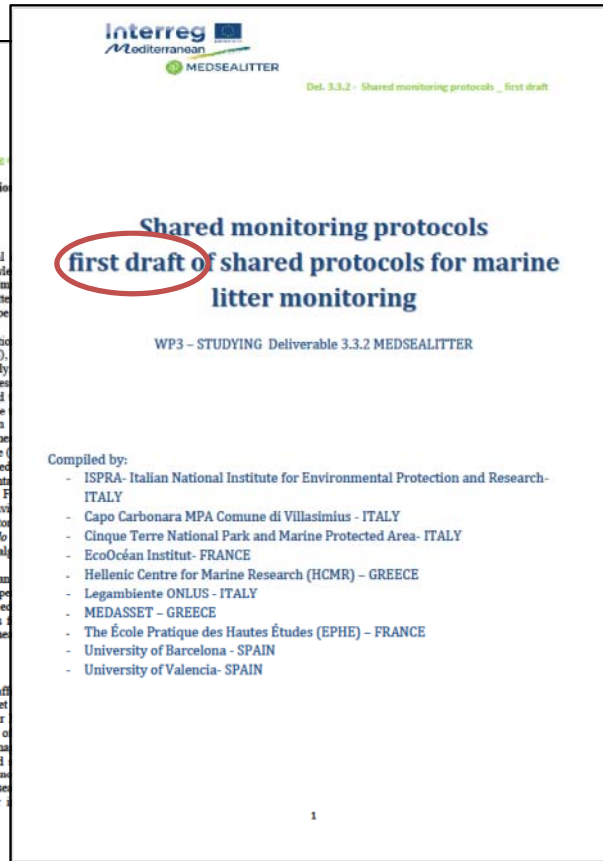 Interreg
Mediterranean
MEDSEALITTER
Del. 3.3.2 - Shared monitoring protocols _ first draft
Shared monitoring protocols
first draft of shared protocols for marine
litter monitoring
WP3 – STUDYING Deliverable 3.3.2 MEDSEALITTER
Compiled by:
- ISPRA- Italian National Institute for Environmental Protection and Research-
ITALY
- Capo Carbonara MPA Comune di Villasimius - ITALY
- Cinque Terre National Park and Marine Protected Area- ITALY
- EcoOcéan Institut- FRANCE
- Hellenic Centre for Marine Research (HCMR) – GREECE
- Legambiente ONLUS - ITALY
- MEDASSET – GREECE
- The École Pratique des Hautes Études (EPHE) – FRANCE
- University of Barcelona - SPAIN
- University of Valencia- SPAIN
1